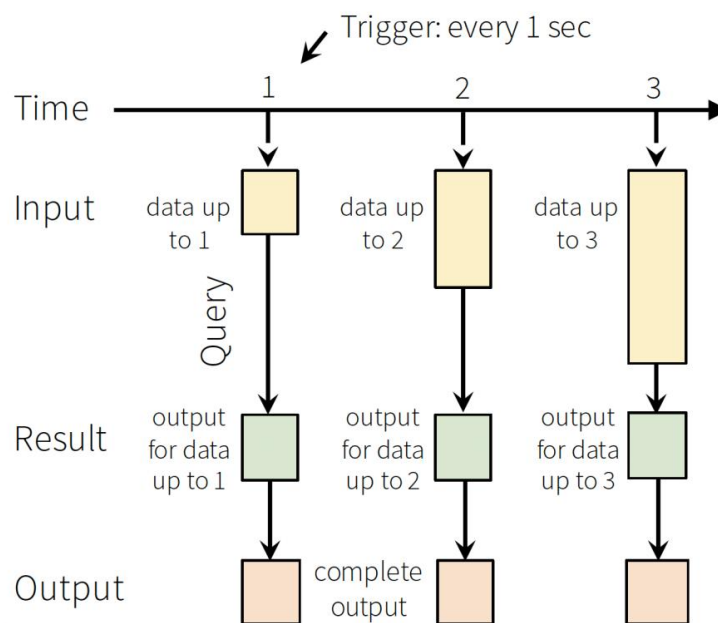 Trigger: every 1 sec
1
2
3
Time
Input
data up
to 1
data up
to 2
data up
to 3
Query
Result
output
for data
up to 1
output
for data
up to 2
output
for data
up to 3
Output
complete
output